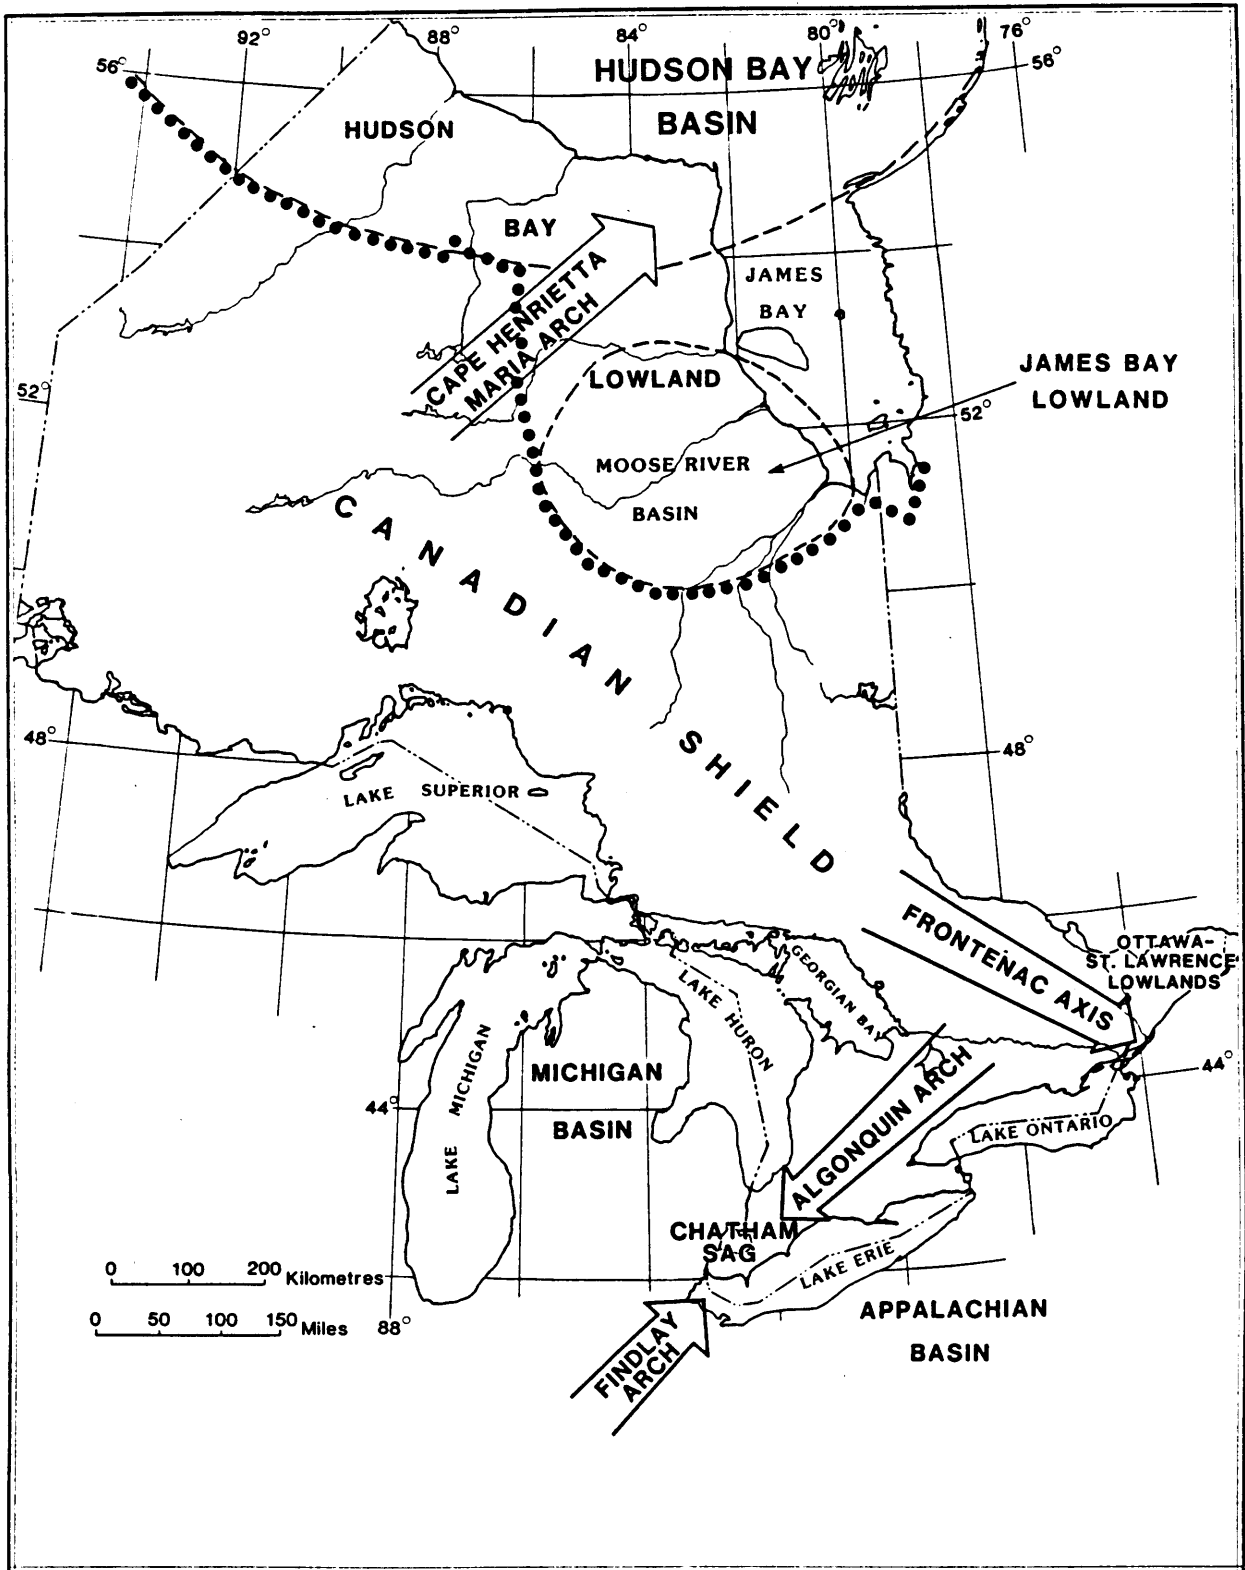 92°
88°
84°
80°
76°
56°
56°
HUDSON BAY
BASIN
HUDSON
BAY
CAPE HENRIETTA
MARIA ARCH
JAMES
BAY
LOWLAND
JAMES BAY
LOWLAND
52°
52°
MOOSE RIVER
BASIN
CANADIAN SHIELD
48°
48°
LAKE SUPERIOR
FRONTENAC AXIS
OTTAWA-
ST. LAWRENCE
LOWLANDS
GEORGIAN BAY
LAKE HURON
LAKE MICHIGAN
MICHIGAN
BASIN
44°
44°
ALGONQUIN ARCH
LAKE ONTARIO
CHATHAM
SAG
LAKE ERIE
0 100 200 Kilometres
0 50 100 150 Miles
88°
APPALACHIAN
BASIN
FINDLAY
ARCH